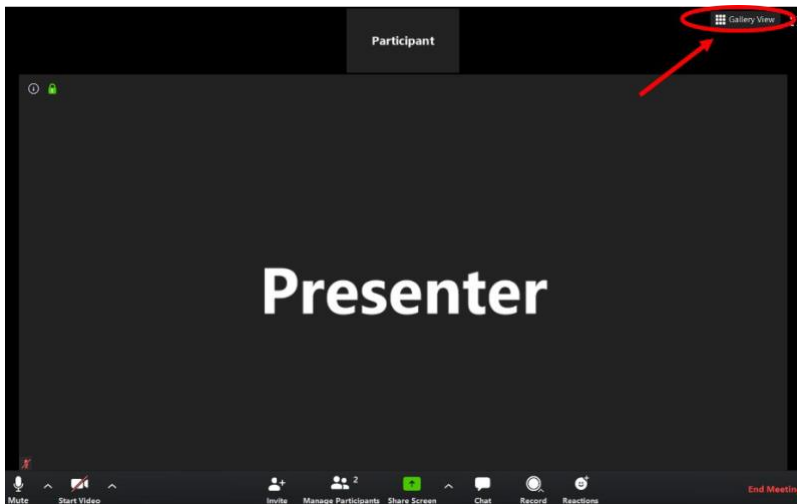 Gallery View
Participant
Presenter
Mute
Start Video
Invite
Manage Participants
2
Share Screen
Chat
Record
Reactions
End Meetin